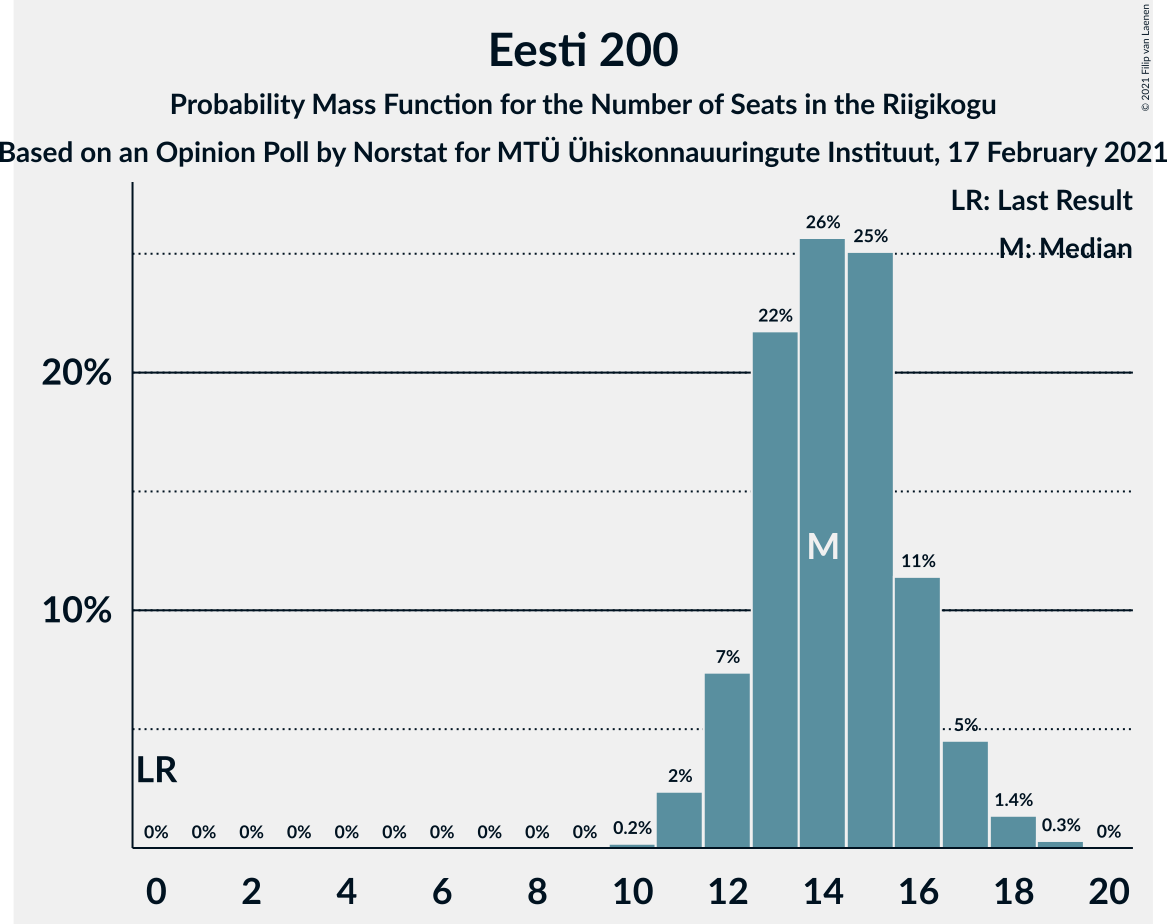 Eesti 200
Probability Mass Function for the Number of Seats in the Riigikogu
Based on an Opinion Poll by Norstat for MTÜ Ühiskonnauuringute Instituut, 17 February 2021
© 2021 Filip van Laenen
LR: Last Result
M: Median
26%
25%
22%
20%
M
11%
10%
7%
5%
LR
2%
1.4%
0% 0% 0% 0% 0% 0% 0% 0% 0% 0% 0.2% 0.3% 0%
0 2 4 6 8 10 12 14 16 18 20